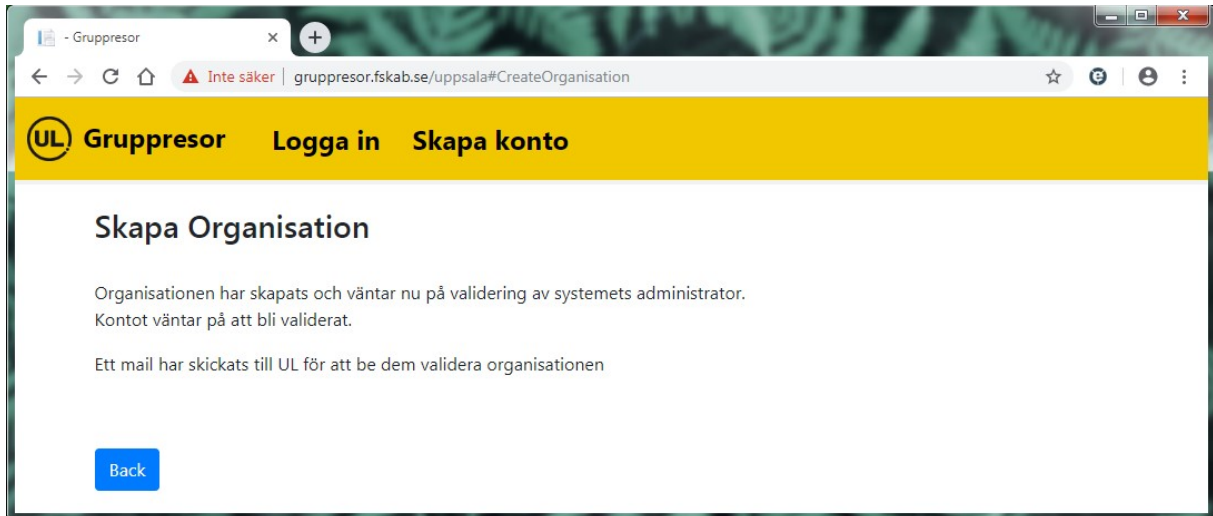 - Gruppresor
Inte säker | gruppresor.fskab.se/uppsala#CreateOrganisation
UL Gruppresor Logga in Skapa konto
Skapa Organisation
Organisationen har skapats och väntar nu på validering av systemets administrator.
Kontot väntar på att bli validerat.
Ett mail har skickats till UL för att be dem validera organisationen
Back